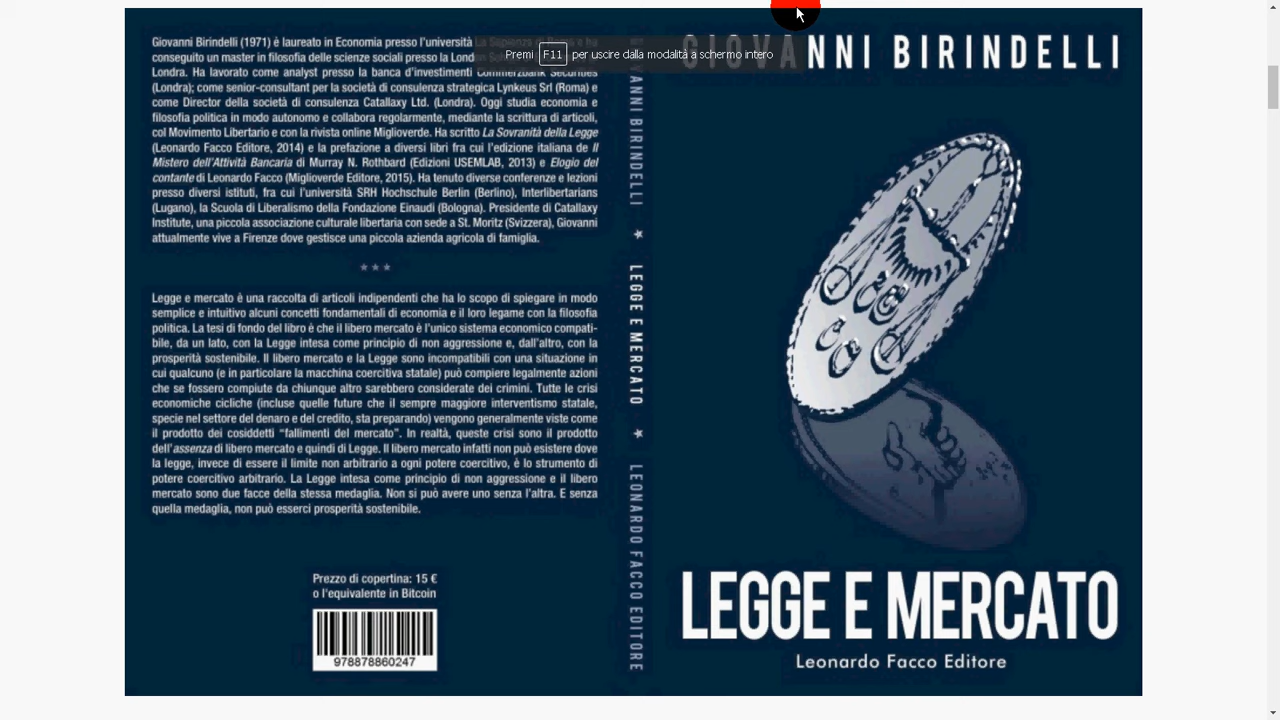 Giovanni Birindelli (1971) è laureato in Economia presso l'università La Sapienza di Roma e ha
conseguito un master in filosofia delle scienze sociali presso la London
Londra. Ha lavorato come analyst presso la banca d'investimenti Commerzbank Securities
(Londra); come senior-consultant per la società di consulenza strategica Lynkeus Srl (Roma) e
come Director della società di consulenza Catallaxy Ltd. (Londra). Oggi studia economia e
filosofia politica in modo autonomo e collabora regolarmente, mediante la scrittura di articoli,
col Movimento Libertario e con la rivista online Miglioverde. Ha scritto La Sovranità della Legge
(Leonardo Facco Editore, 2014) e la prefazione a diversi libri fra cui l'edizione italiana de Il
Mistero dell'Attività Bancaria di Murray N. Rothbard (Edizioni USEMLAB, 2013) e Elogio del
contante di Leonardo Facco (Miglioverde Editore, 2015). Ha tenuto diverse conferenze e lezioni
presso diversi istituti, fra cui l'università SRH Hochschule Berlin (Berlino), Interlibertarians
(Lugano), la Scuola di Liberalismo della Fondazione Einaudi (Bologna). Presidente di Catallaxy
Institute, una piccola associazione culturale libertaria con sede a St. Moritz (Svizzera), Giovanni
attualmente vive a Firenze dove gestisce una piccola azienda agricola di famiglia.
★★★
Legge e mercato è una raccolta di articoli indipendenti che ha lo scopo di spiegare in modo
semplice e intuitivo alcuni concetti fondamentali di economia e il loro legame con la filosofia
politica. La tesi di fondo del libro è che il libero mercato è l'unico sistema economico compati-
bile, da un lato, con la Legge intesa come principio di non aggressione e, dall'altro, con la
prosperità sostenibile. Il libero mercato e la Legge sono incompatibili con una situazione in
cui qualcuno (e in particolare la macchina coercitiva statale) può compiere legalmente azioni
che se fossero compiute da chiunque altro sarebbero considerate dei crimini. Tutte le crisi
economiche cicliche (incluse quelle future che il sempre maggiore interventismo statale,
specie nel settore del denaro e del credito, sta preparando) vengono generalmente viste come
il prodotto dei cosiddetti "fallimenti del mercato". In realtà, queste crisi sono il prodotto
dell'assenza di libero mercato e quindi di Legge. Il libero mercato infatti non può esistere dove
la legge, invece di essere il limite non arbitrario a ogni potere coercitivo, è lo strumento di
potere coercitivo arbitrario. La Legge intesa come principio di non aggressione e il libero
mercato sono due facce della stessa medaglia. Non si può avere uno senza l'altra. E senza
quella medaglia, non può esserci prosperità sostenibile.
Prezzo di copertina: 15 €
o l'equivalente in Bitcoin
9788788860247
GIOVANNI BIRINDELLI ★ LEGGE E MERCATO ★ LEONARDO FACCO EDITORE
Premi F11 per uscire dalla modalità a schermo intero
GIOVANNI BIRINDELLI
LEGGE E MERCATO
Leonardo Facco Editore